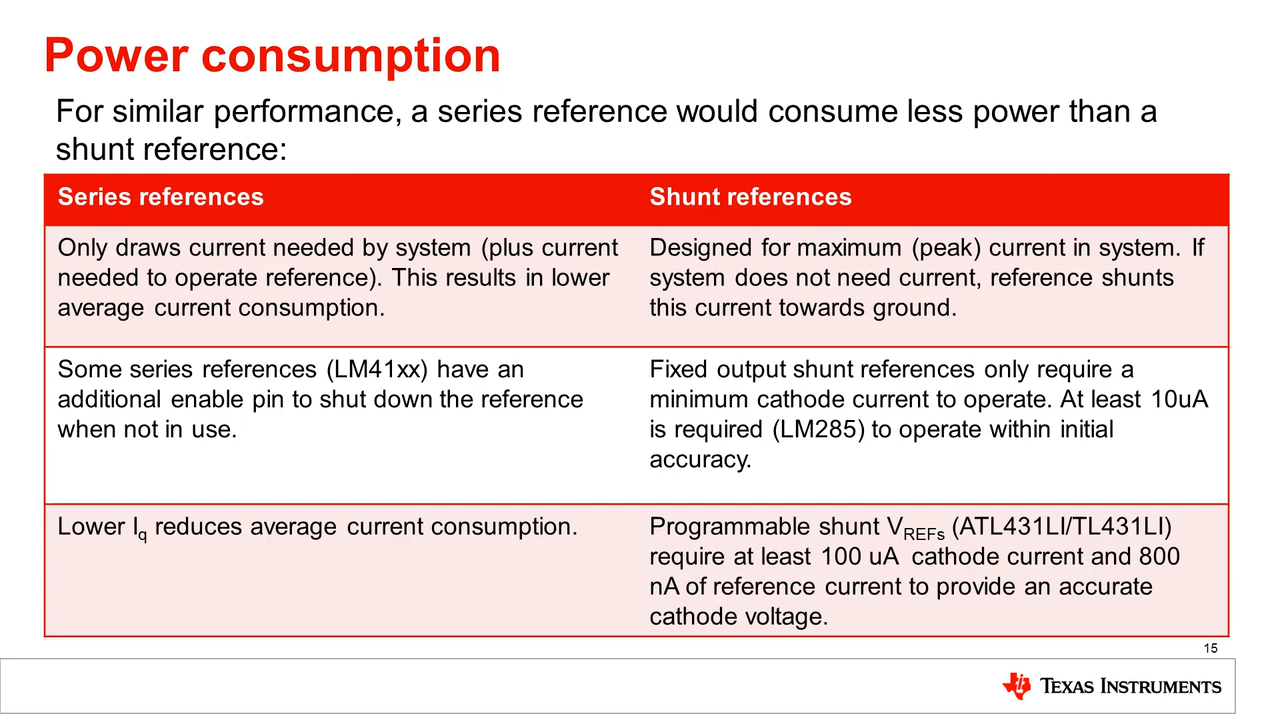 Power consumption
For similar performance, a series reference would consume less power than a
shunt reference:
Series references
Shunt references
Only draws current needed by system (plus current
needed to operate reference). This results in lower
average current consumption.
Designed for maximum (peak) current in system. If
system does not need current, reference shunts
this current towards ground.
Some series references (LM41xx) have an
additional enable pin to shut down the reference
when not in use.
Fixed output shunt references only require a
minimum cathode current to operate. At least 10uA
is required (LM285) to operate within initial
accuracy.
Lower Iq reduces average current consumption.
Programmable shunt VREFs (ATL431LI/TL431LI)
require at least 100 uA cathode current and 800
nA of reference current to provide an accurate
cathode voltage.
15
TEXAS INSTRUMENTS